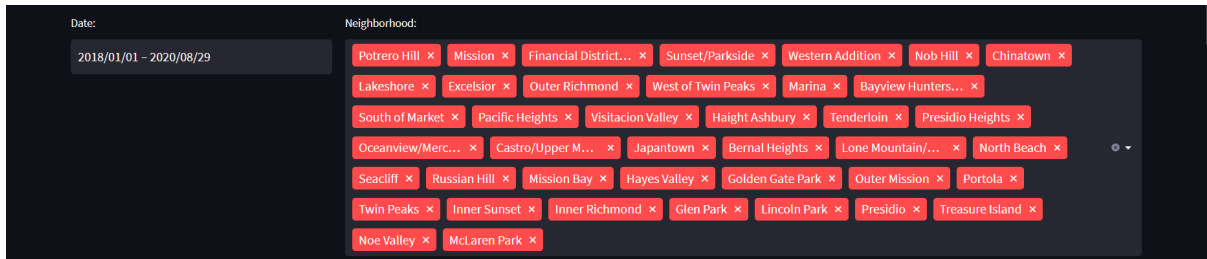 Date:
Neighborhood:
2018/01/01 – 2020/08/29
Potrero Hill × Mission × Financial District... × Sunset/Parkside × Western Addition × Nob Hill × Chinatown ×
Lakeshore × Excelsior × Outer Richmond × West of Twin Peaks × Marina × Bayview Hunters... ×
South of Market × Pacific Heights × Visitacion Valley × Haight Ashbury × Tenderloin × Presidio Heights ×
Oceanview/Merc... × Castro/Upper M... × Japantown × Bernal Heights × Lone Mountain/... × North Beach ×
Seacliff × Russian Hill × Mission Bay × Hayes Valley × Golden Gate Park × Outer Mission × Portola ×
Twin Peaks × Inner Sunset × Inner Richmond × Glen Park × Lincoln Park × Presidio × Treasure Island ×
Noe Valley × McLaren Park ×